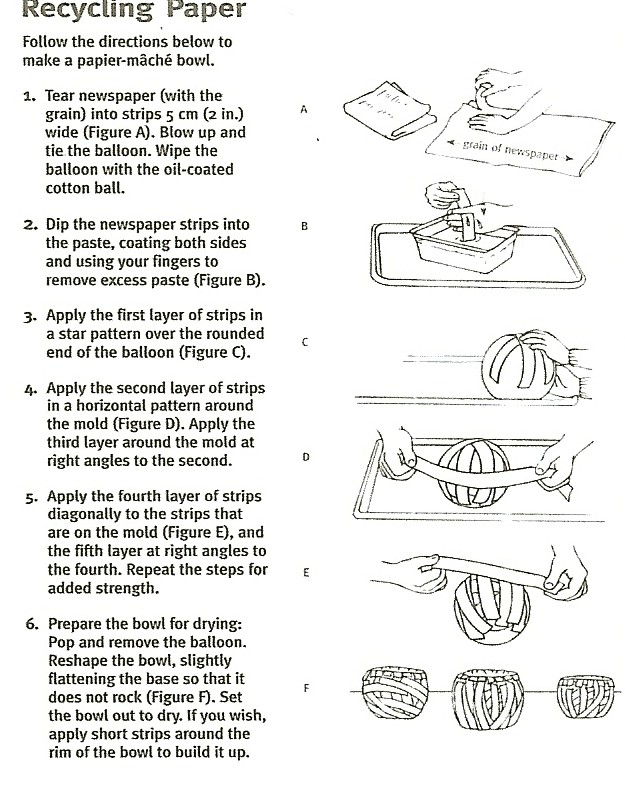 Recycling Paper
Follow the directions below to
make a papier-mâché bowl.
1. Tear newspaper (with the
grain) into strips 5 cm (2 in.)
wide (Figure A). Blow up and
tie the balloon. Wipe the
balloon with the oil-coated
cotton ball.
2. Dip the newspaper strips into
the paste, coating both sides
and using your fingers to
remove excess paste (Figure B).
3. Apply the first layer of strips in
a star pattern over the rounded
end of the balloon (Figure C).
4. Apply the second layer of strips
in a horizontal pattern around
the mold (Figure D). Apply the
third layer around the mold at
right angles to the second.
5. Apply the fourth layer of strips
diagonally to the strips that
are on the mold (Figure E), and
the fifth layer at right angles to
the fourth. Repeat the steps for
added strength.
6. Prepare the bowl for drying:
Pop and remove the balloon.
Reshape the bowl, slightly
flattening the base so that it
does not rock (Figure F). Set
the bowl out to dry. If you wish,
apply short strips around the
rim of the bowl to build it up.
A
grain of newspaper
B
C
D
E
F